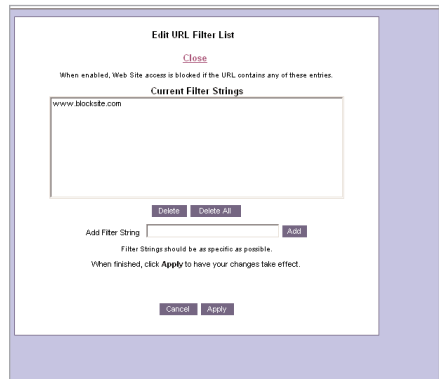 Edit URL Filter List
Close
When enabled, Web Site access is blocked if the URL contains any of these entries.
Current Filter Strings
www.blocksite.com
Delete Delete All
Add Filter String Add
Filter Strings should be as specific as possible.
When finished, click Apply to have your changes take effect.
Cancel Apply